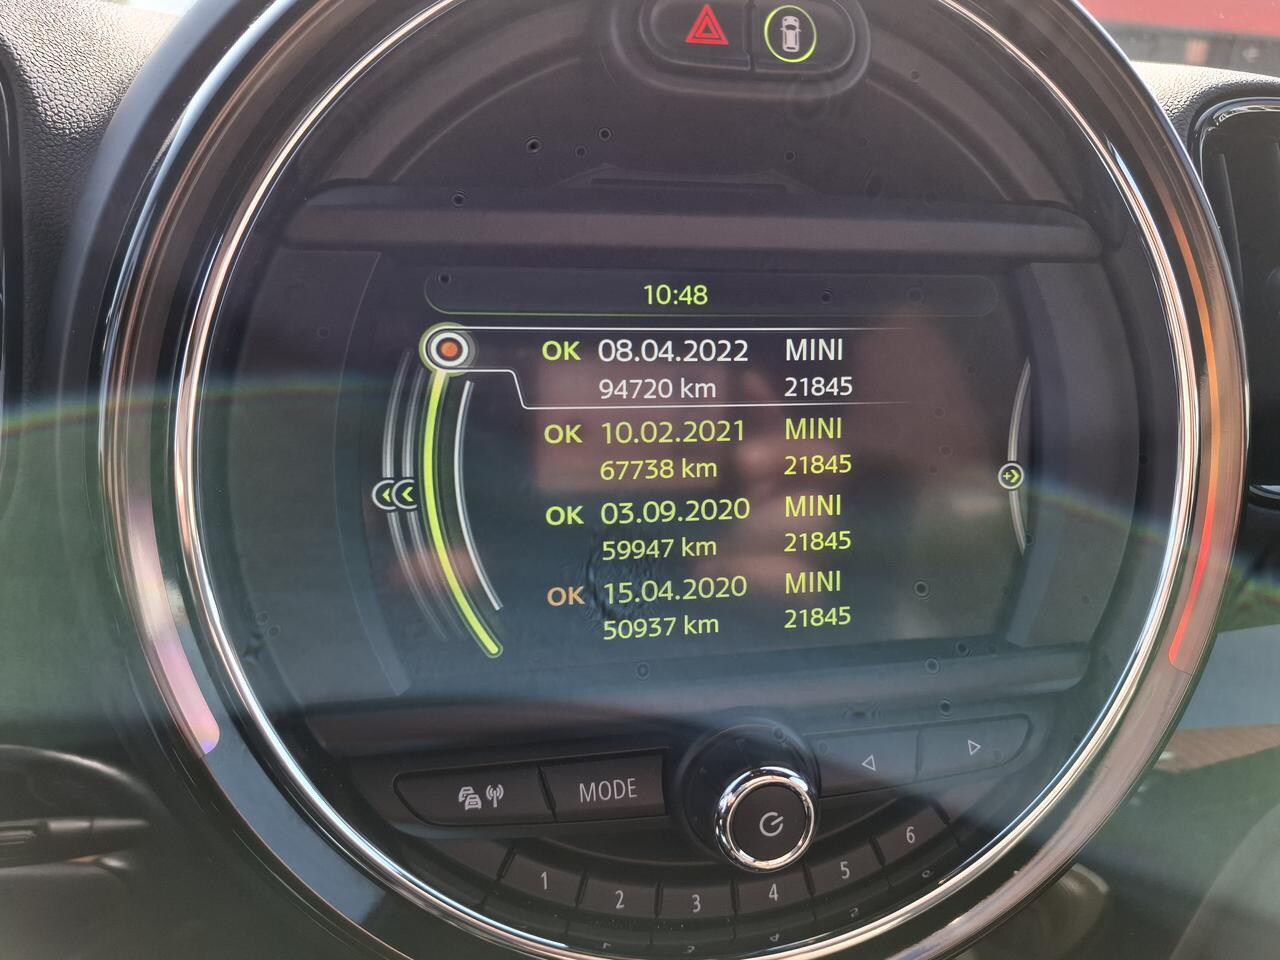 10:48
OK 08.04.2022 MINI
94720 km 21845
OK 10.02.2021 MINI
67738 km 21845
OK 03.09.2020 MINI
59947 km 21845
OK 15.04.2020 MINI
50937 km 21845
MODE
1 2 3 4 5 6